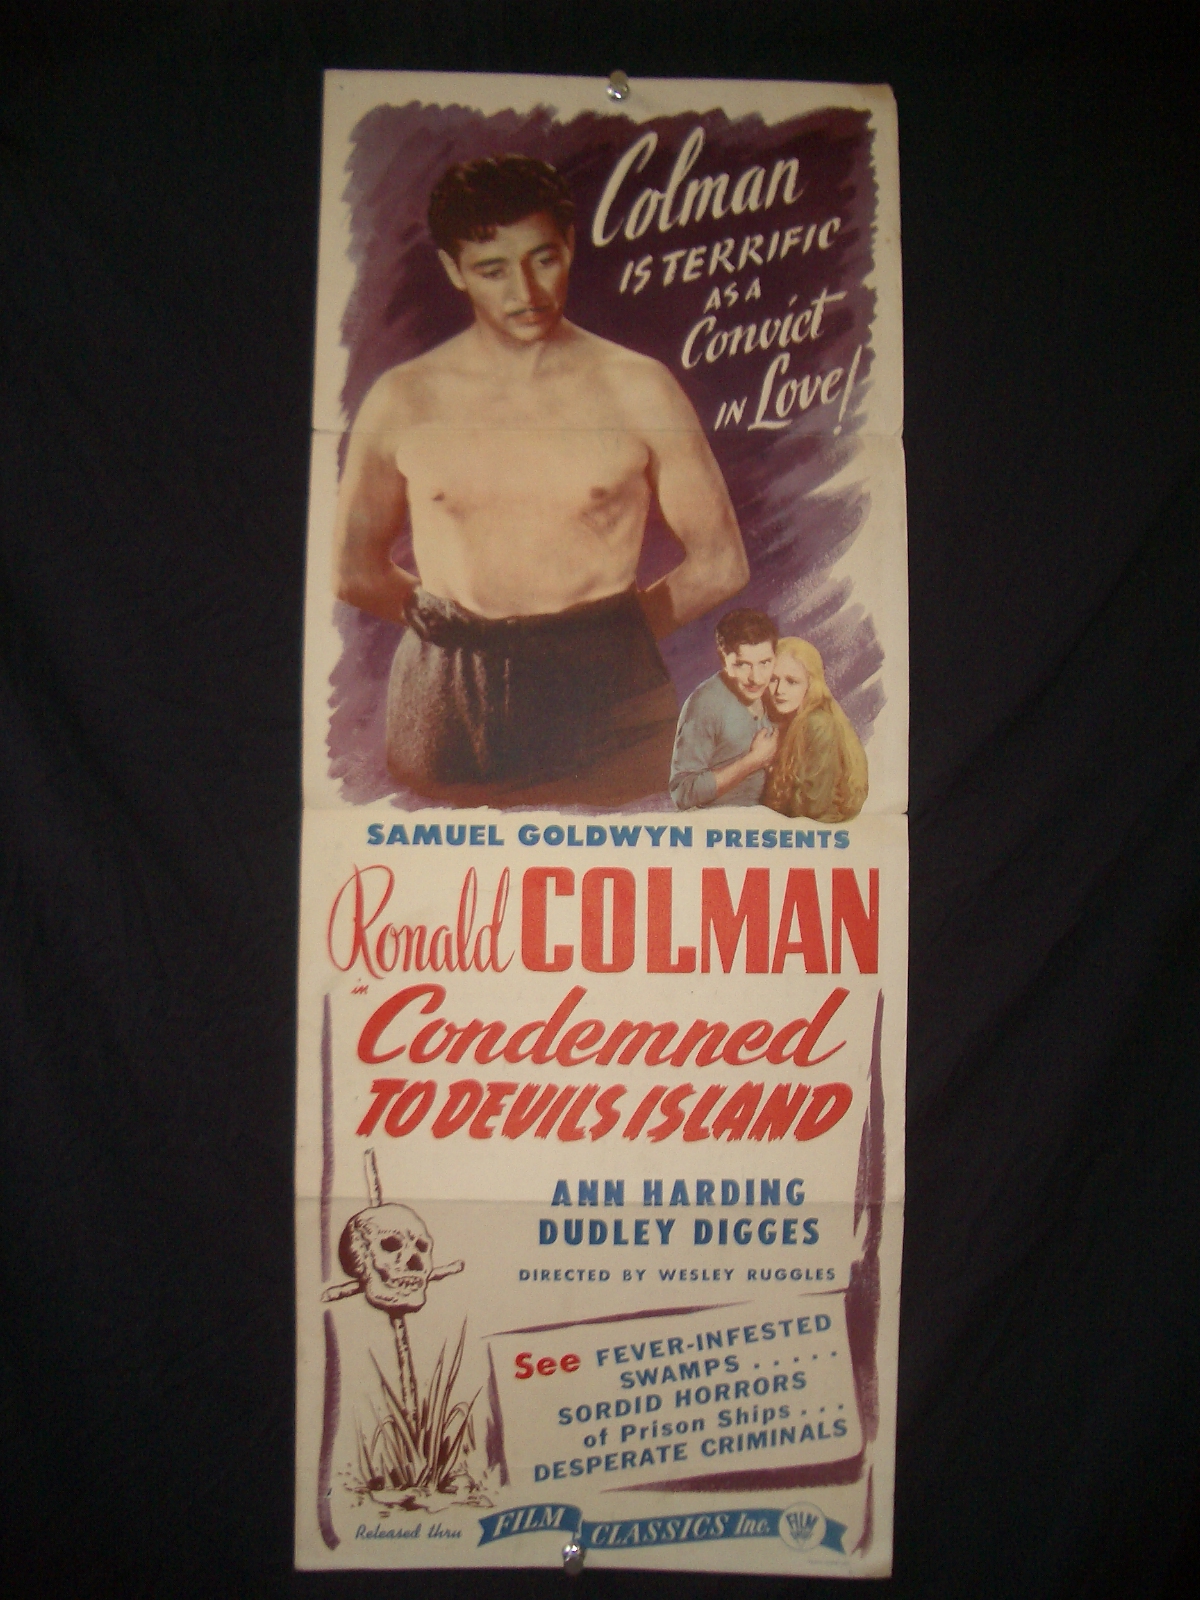 Colman
IS TERRIFIC
AS A
Convict
IN Love!
SAMUEL GOLDWYN PRESENTS
Ronald COLMAN
in
Condemned
TO DEVILS ISLAND
ANN HARDING
DUDLEY DIGGES
DIRECTED BY WESLEY RUGGLES
See FEVER-INFESTED
SWAMPS . . . . .
SORDID HORRORS
of Prison Ships . . .
DESPERATE CRIMINALS
Released thru FILM CLASSICS Inc. FILM